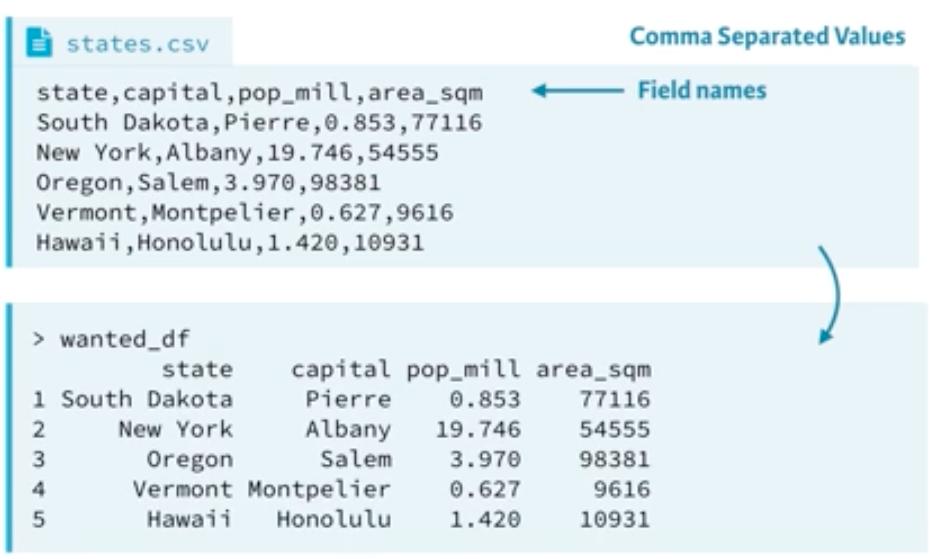 states.csv
Comma Separated Values
state,capital,pop_mill,area_sqm
Field names
South Dakota,Pierre,0.853,77116
New York,Albany,19.746,54555
Oregon,Salem,3.970,98381
Vermont,Montpelier,0.627,9616
Hawaii,Honolulu,1.420,10931
> wanted_df
state capital pop_mill area_sqm
1 South Dakota Pierre 0.853 77116
2 New York Albany 19.746 54555
3 Oregon Salem 3.970 98381
4 Vermont Montpelier 0.627 9616
5 Hawaii Honolulu 1.420 10931